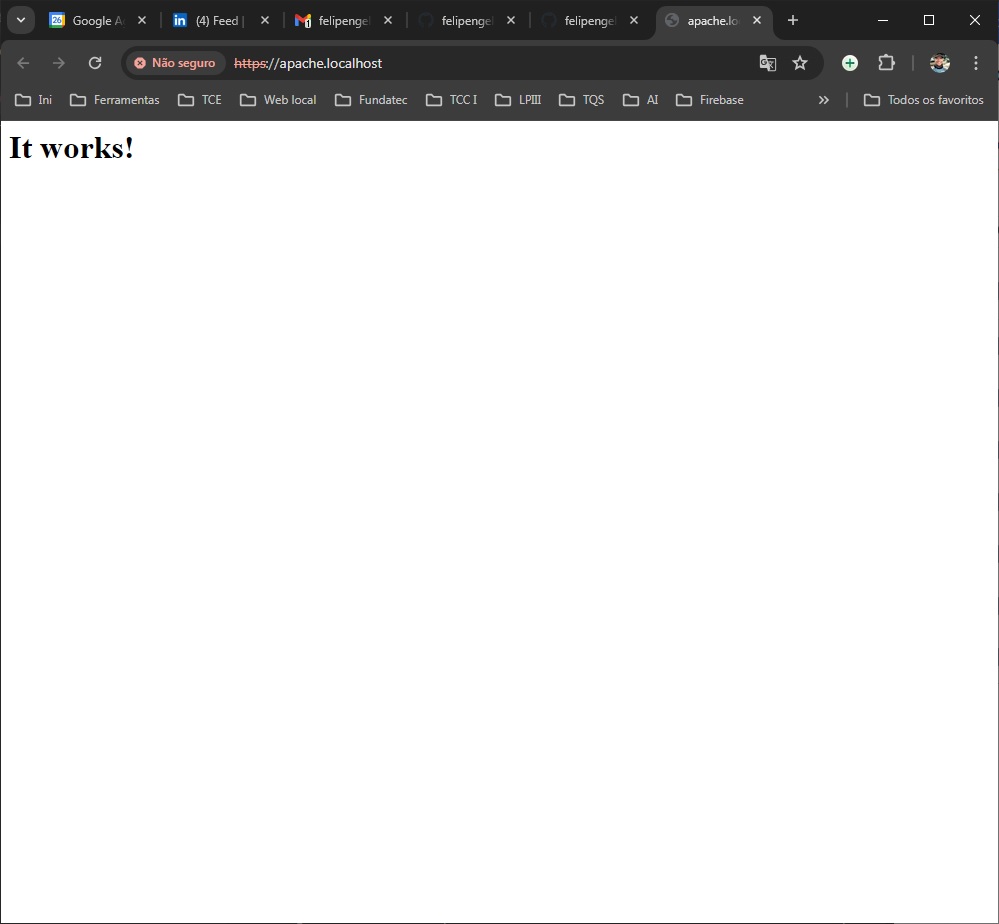 26 Google A (4) Feed | felipengel felipengel felipengel apache.lo
Não seguro https://apache.localhost
Ini Ferramentas TCE Web local Fundatec TCC I LPIII TQS AI Firebase Todos os favoritos
It works!